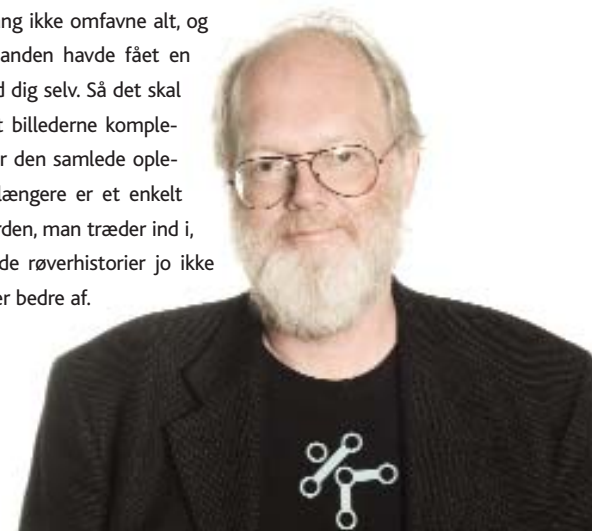 ng ikke omfavne alt, og
anden havde fået en
d dig selv. Så det skal
t billederne komple-
r den samlede ople-
længere er et enkelt
rden, man træder ind i,
de røverhistorier jo ikke
er bedre af.